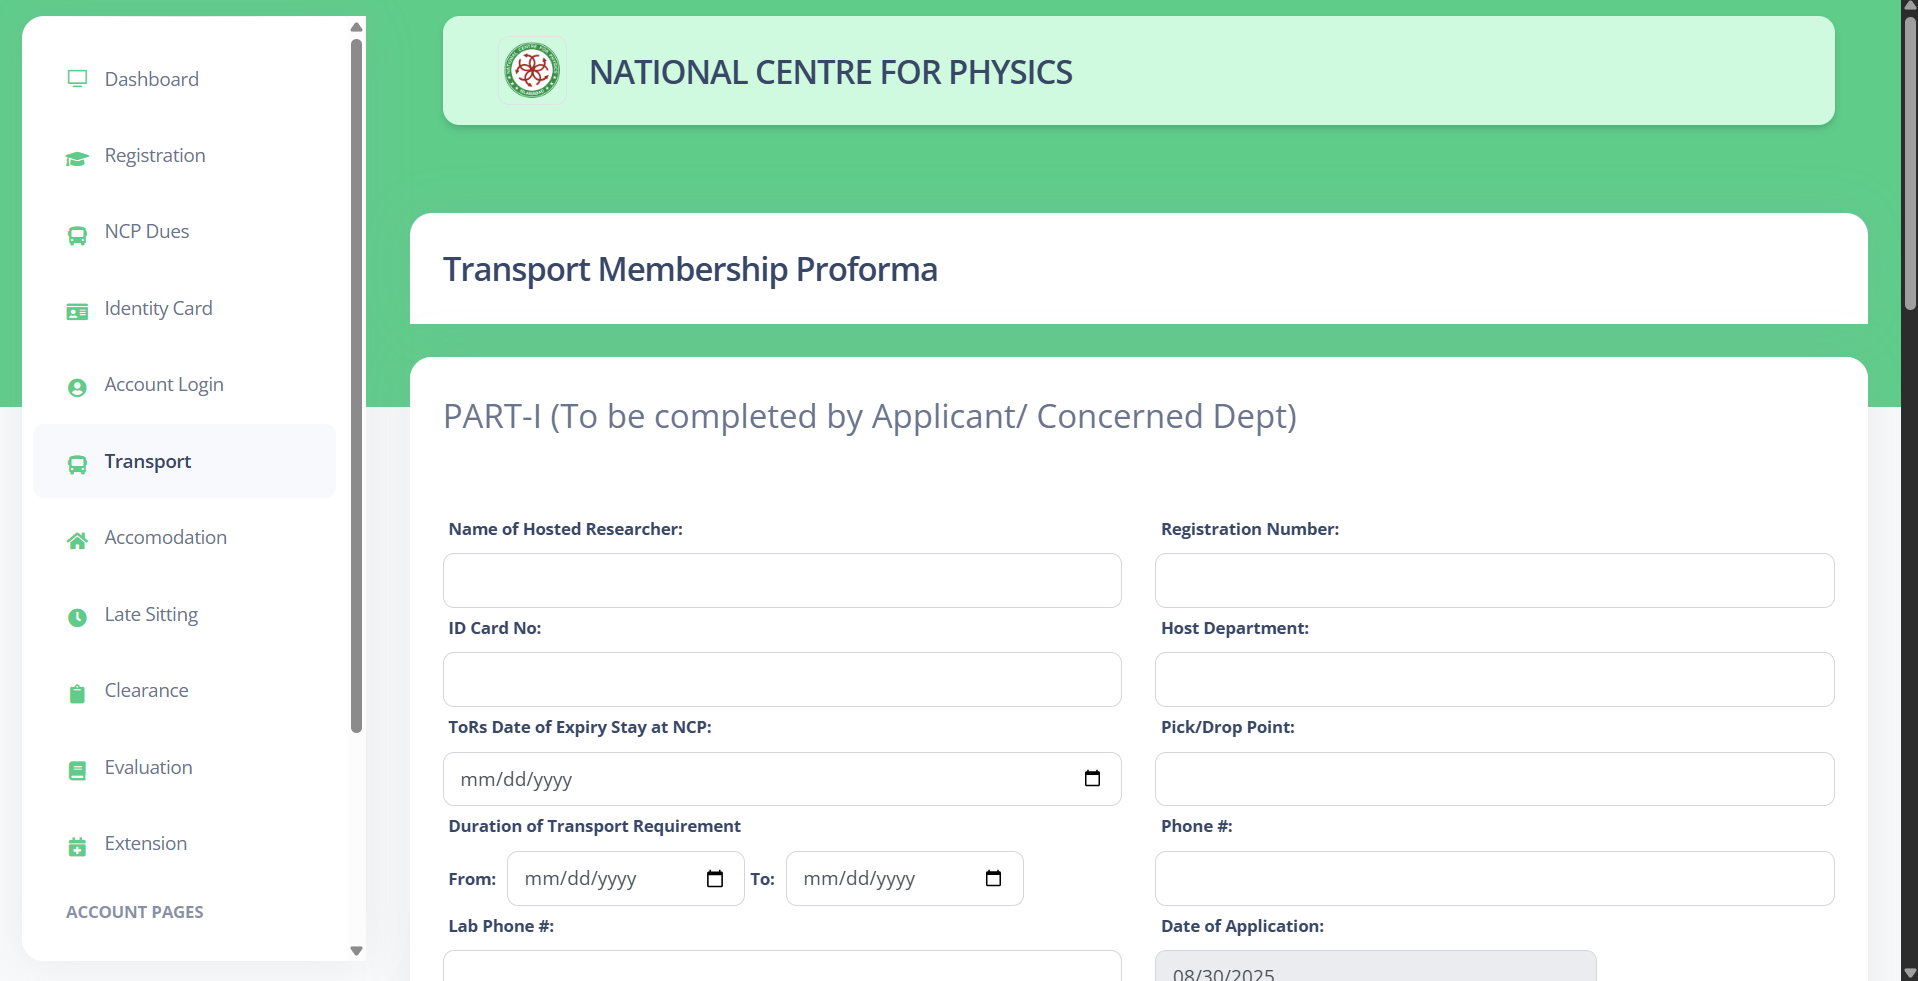 Dashboard
Registration
NCP Dues
Identity Card
Account Login
Transport
Accomodation
Late Sitting
Clearance
Evaluation
Extension
ACCOUNT PAGES
NATIONAL CENTRE FOR PHYSICS
Transport Membership Proforma
PART-I (To be completed by Applicant/ Concerned Dept)
Name of Hosted Researcher:
Registration Number:
ID Card No:
Host Department:
ToRs Date of Expiry Stay at NCP:
Pick/Drop Point:
mm/dd/yyyy
Duration of Transport Requirement
Phone #:
From: mm/dd/yyyy To: mm/dd/yyyy
Lab Phone #:
Date of Application:
08/30/2025